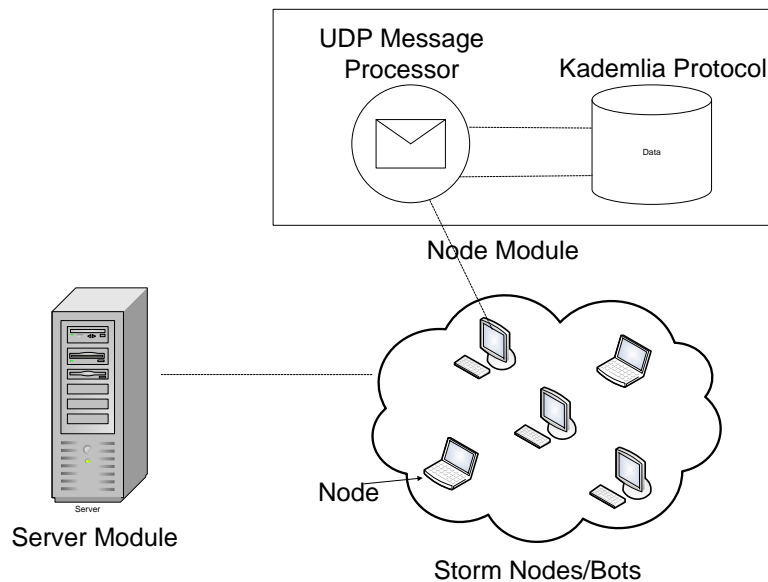 UDP Message
Processor
Kademlia Protocol
Data
Node Module
Server
Server Module
Node
Storm Nodes/Bots